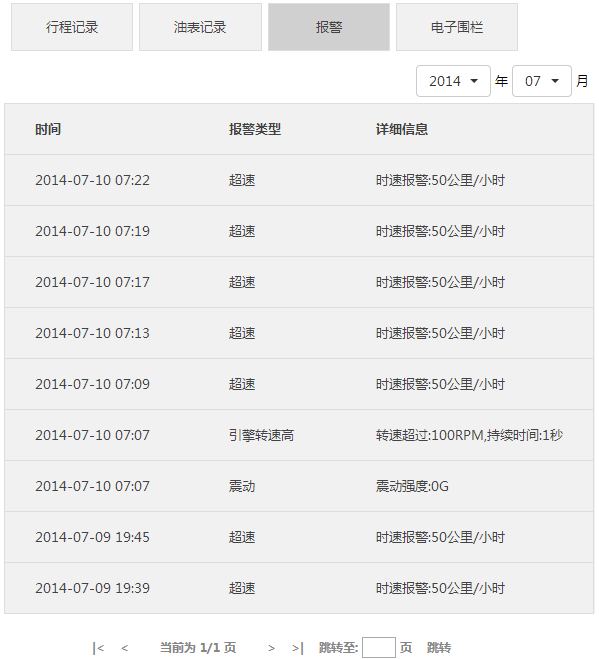 行程记录 油表记录 报警 电子围栏
2014 年 07 月
时间 报警类型 详细信息
2014-07-10 07:22 超速 时速报警:50公里/小时
2014-07-10 07:19 超速 时速报警:50公里/小时
2014-07-10 07:17 超速 时速报警:50公里/小时
2014-07-10 07:13 超速 时速报警:50公里/小时
2014-07-10 07:09 超速 时速报警:50公里/小时
2014-07-10 07:07 引擎转速高 转速超过:100RPM,持续时间:1秒
2014-07-10 07:07 震动 震动强度:0G
2014-07-09 19:45 超速 时速报警:50公里/小时
2014-07-09 19:39 超速 时速报警:50公里/小时
|< < 当前为 1/1 页 > >| 跳转至: 页 跳转